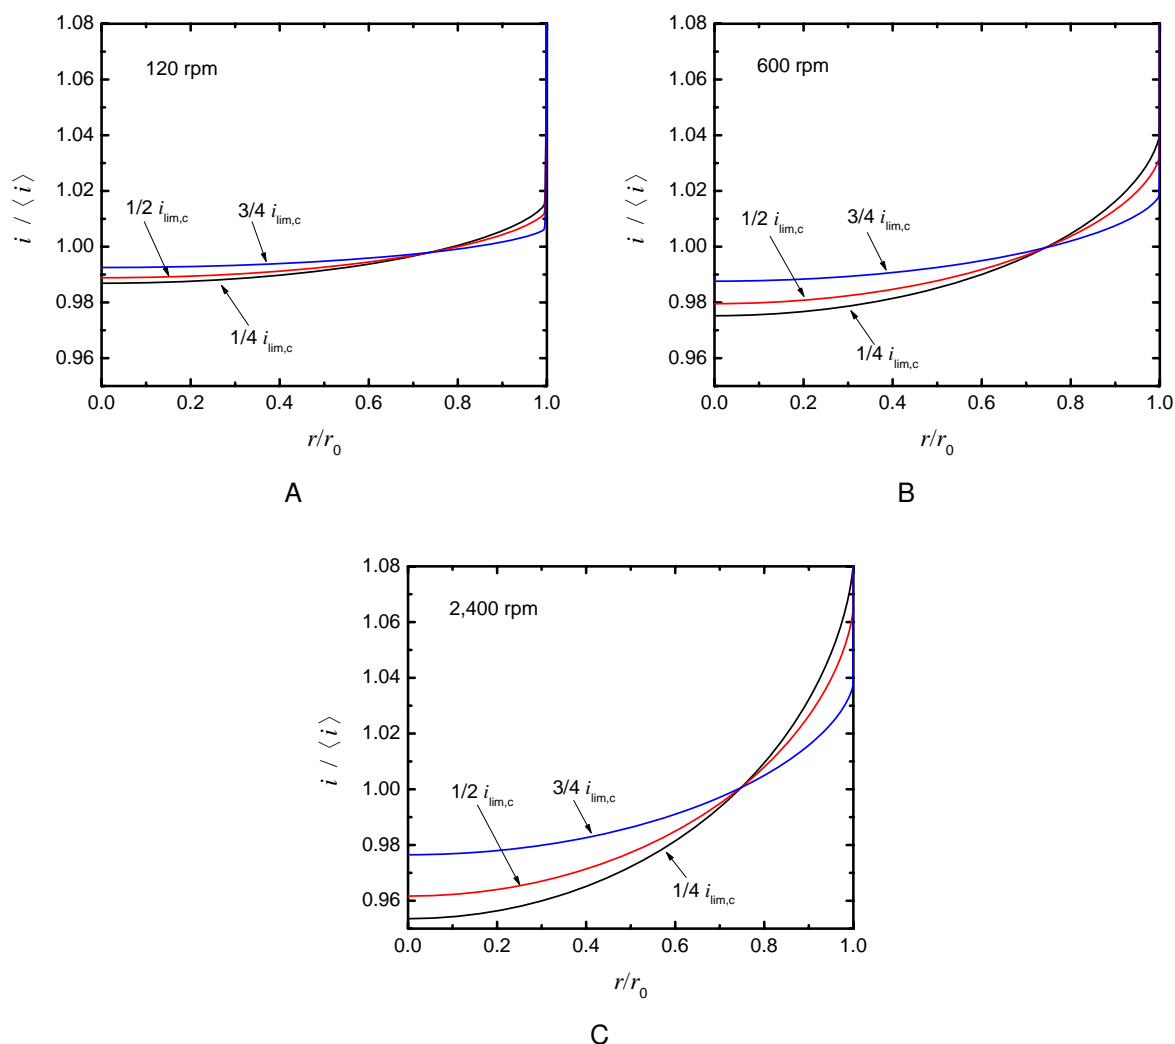 120 rpm
1.08
1.06
1.04
1.02
1.00
0.98
0.96
i / ⟨i⟩
1/2 i_lim,c
3/4 i_lim,c
1/4 i_lim,c
0.0 0.2 0.4 0.6 0.8 1.0
r/r_0
A
600 rpm
1.08
1.06
1.04
1.02
1.00
0.98
0.96
i / ⟨i⟩
3/4 i_lim,c
1/2 i_lim,c
1/4 i_lim,c
0.0 0.2 0.4 0.6 0.8 1.0
r/r_0
B
2,400 rpm
1.08
1.06
1.04
1.02
1.00
0.98
0.96
i / ⟨i⟩
1/2 i_lim,c
3/4 i_lim,c
1/4 i_lim,c
0.0 0.2 0.4 0.6 0.8 1.0
r/r_0
C